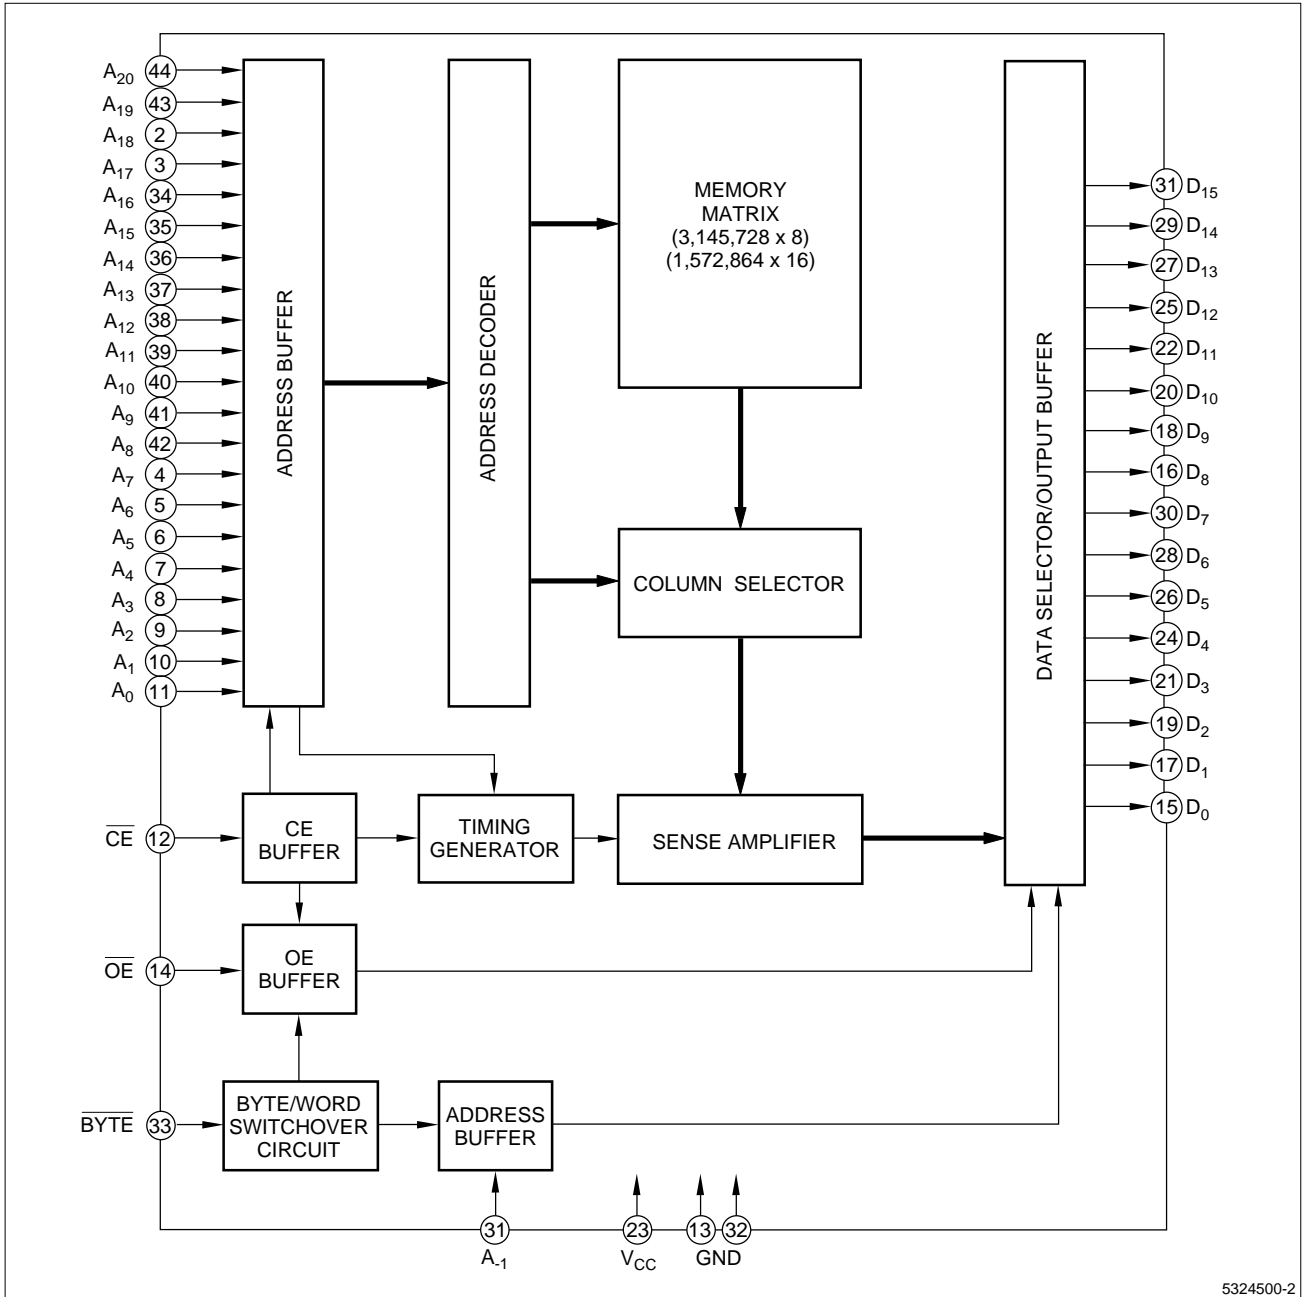 A20 44
A19 43
A18 2
A17 3
A16 34
A15 35
A14 36
A13 37
A12 38
A11 39
A10 40
A9 41
A8 42
A7 4
A6 5
A5 6
A4 7
A3 8
A2 9
A1 10
A0 11
ADDRESS BUFFER
ADDRESS DECODER
MEMORY
MATRIX
(3,145,728 x 8)
(1,572,864 x 16)
COLUMN SELECTOR
DATA SELECTOR/OUTPUT BUFFER
31 D15
29 D14
27 D13
25 D12
22 D11
20 D10
18 D9
16 D8
30 D7
28 D6
26 D5
24 D4
21 D3
19 D2
17 D1
15 D0
C̅E̅ 12
CE
BUFFER
TIMING
GENERATOR
SENSE AMPLIFIER
O̅E̅ 14
OE
BUFFER
B̅Y̅T̅E̅ 33
BYTE/WORD
SWITCHOVER
CIRCUIT
ADDRESS
BUFFER
31
A-1
23
VCC
13 32
GND
5324500-2